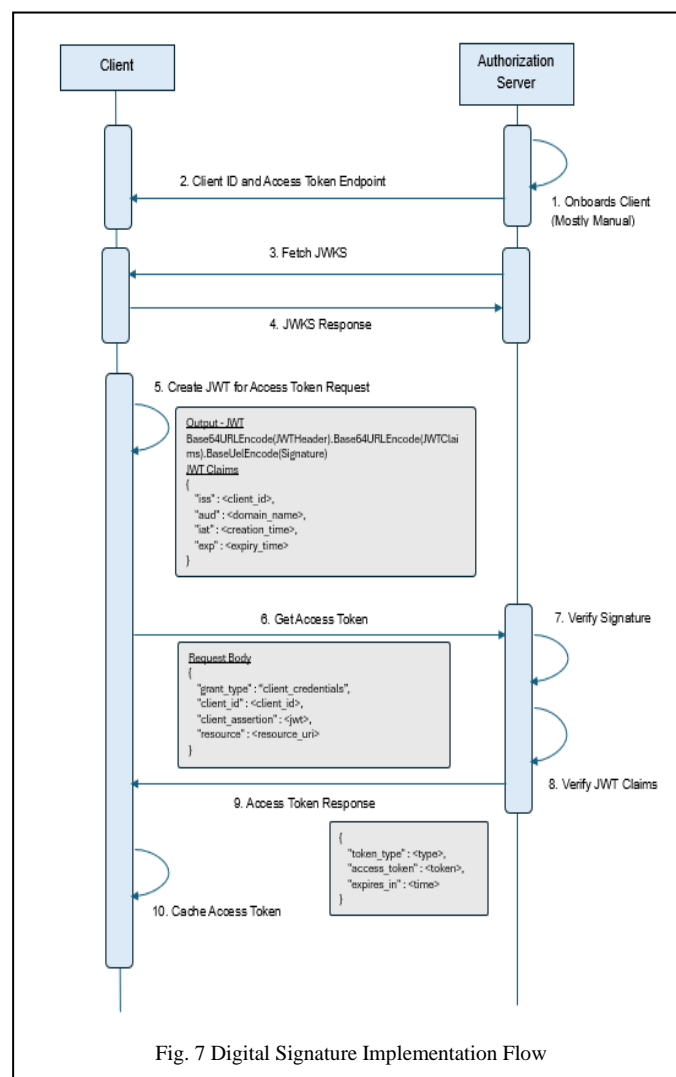 Client
Authorization
Server
2. Client ID and Access Token Endpoint
1. Onboards Client
(Mostly Manual)
3. Fetch JWKS
4. JWKS Response
5. Create JWT for Access Token Request
Output - JWT
Base64URLEncode(JWTHeader).Base64URLEncode(JWTClai
ms).BaseUelEncode(Signature)
JWT Claims
{
"iss" : <client_id>,
"aud" : <domain_name>,
"iat" : <creation_time>,
"exp" : <expiry_time>
}
6. Get Access Token
7. Verify Signature
Request Body
{
"grant_type" : "client_credentials",
"client_id" : <client_id>,
"client_assertion" : <jwt>,
"resource" : <resource_uri>
}
8. Verify JWT Claims
9. Access Token Response
{
"token_type" : <type>,
"access_token" : <token>,
"expires_in" : <time>
}
10. Cache Access Token
Fig. 7 Digital Signature Implementation Flow